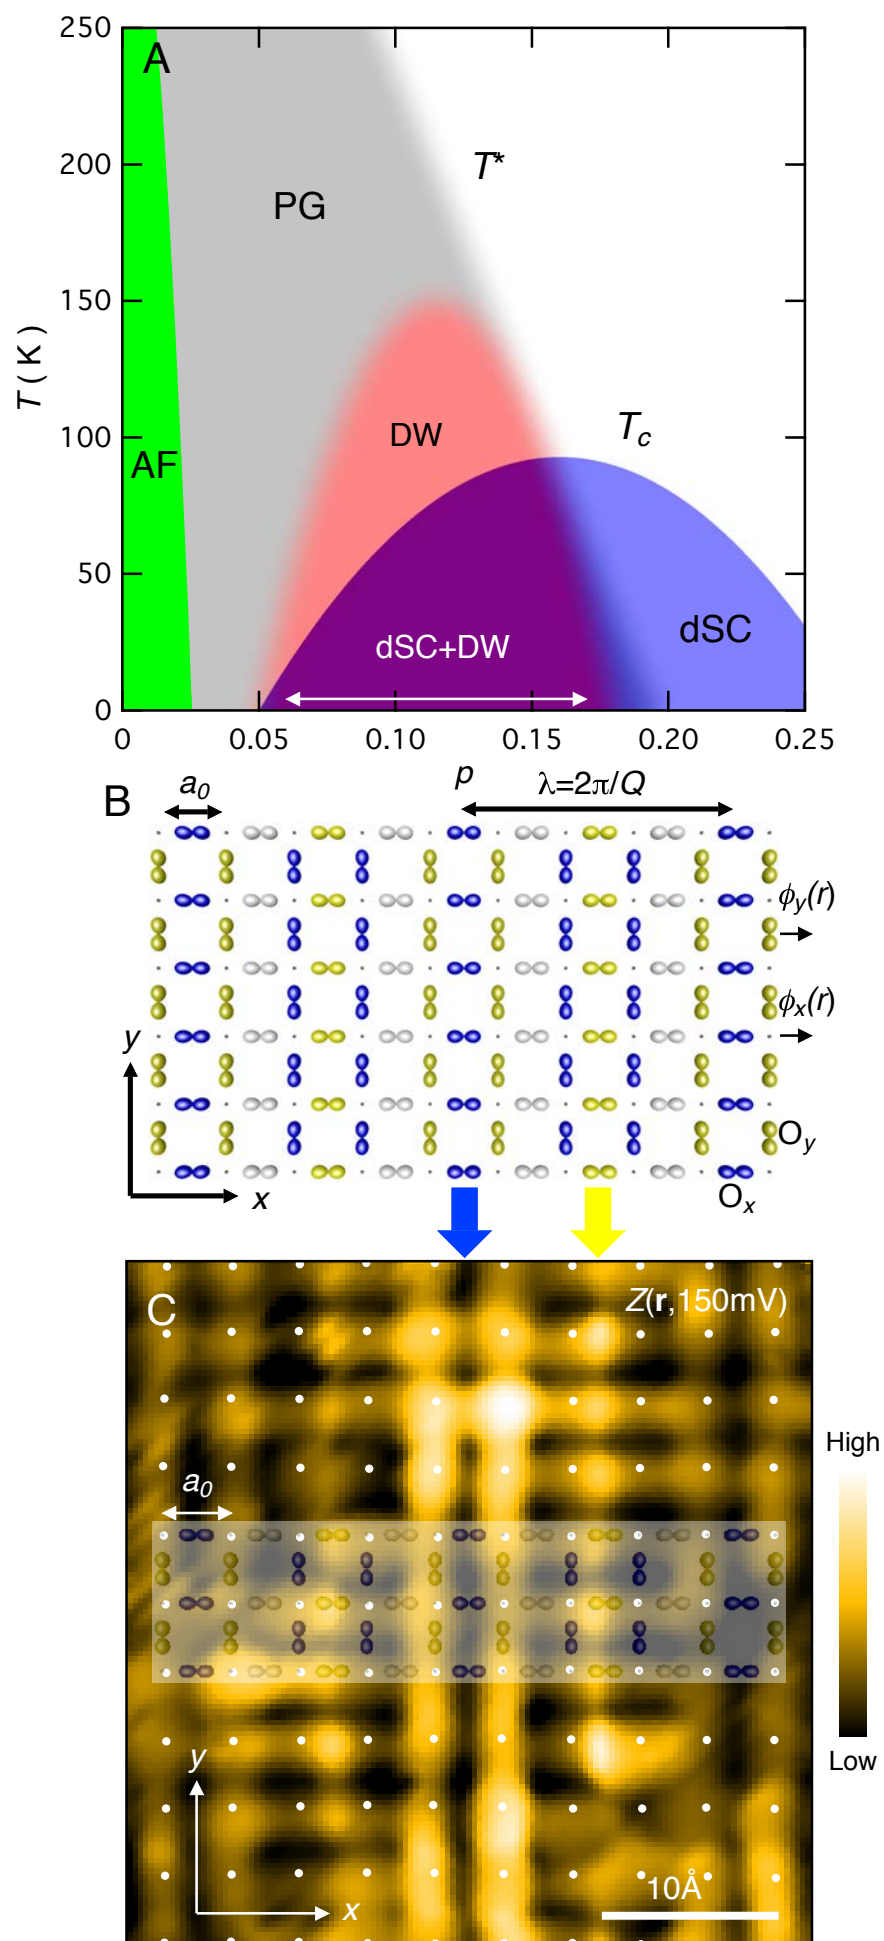 250
A
200
T*
PG
150
T ( K )
100
DW
Tc
AF
50
dSC
dSC+DW
0
0 0.05 0.10 0.15 0.20 0.25
p
B
a0
λ=2π/Q
ϕy(r)
ϕx(r)
y
Oy
x
Ox
C
Z(r,150mV)
High
a0
Low
y
x
10Å